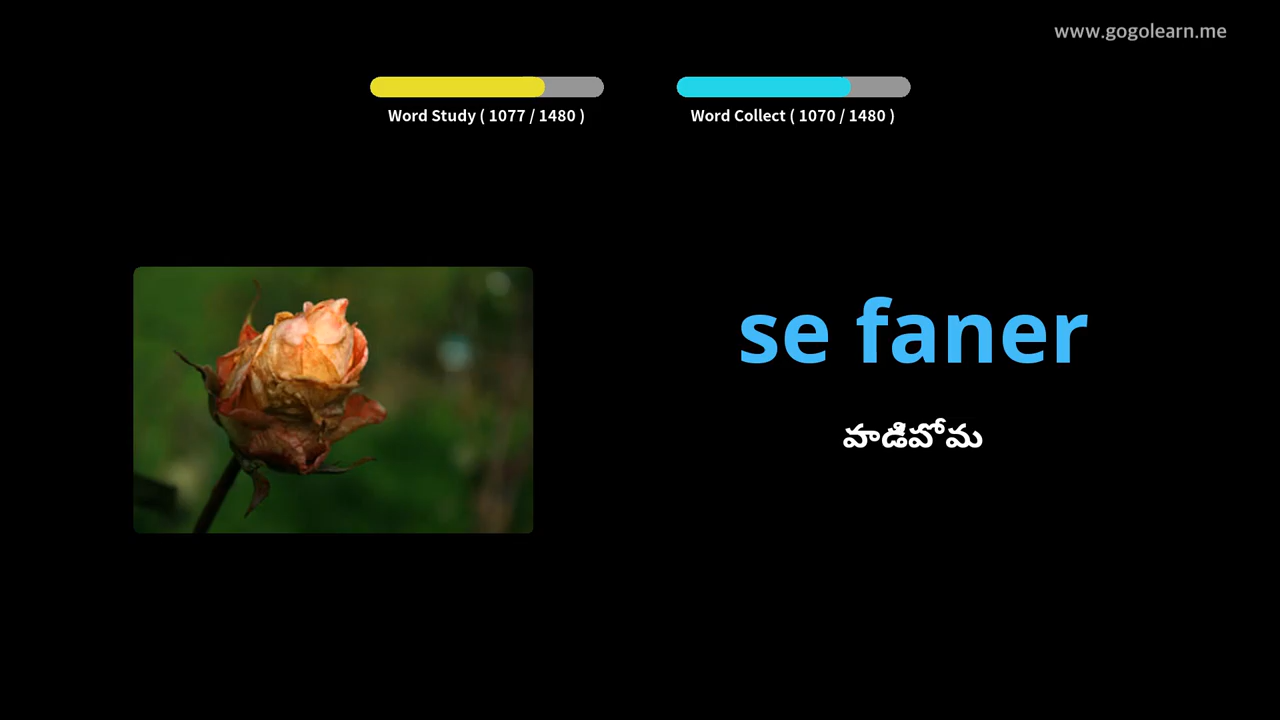 www.gogolearn.me
Word Study ( 1077 / 1480 )
Word Collect ( 1070 / 1480 )
se faner
వాడిపోవు